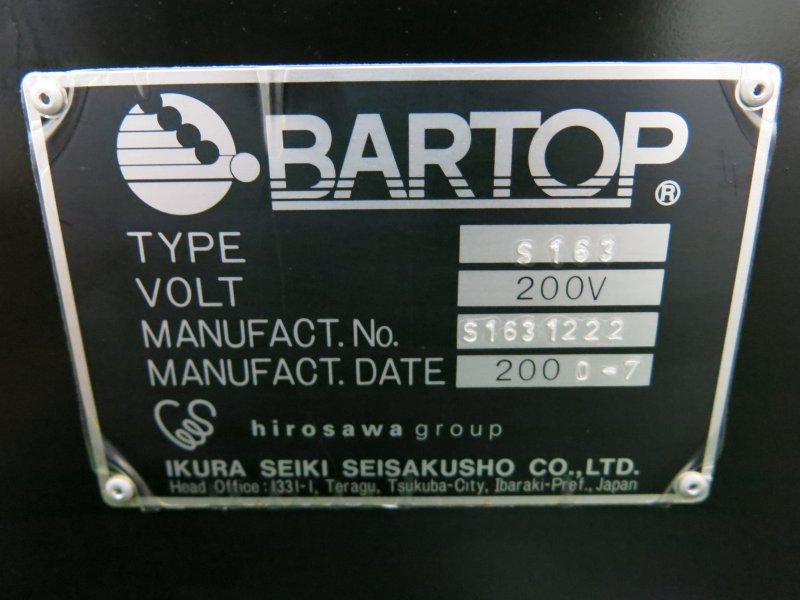 BARTOP®
TYPE S163
VOLT 200V
MANUFACT.No. S1631222
MANUFACT.DATE 2000-7
hirosawa group
IKURA SEIKI SEISAKUSHO CO.,LTD.
Head Office:1331-1, Teragu, Tsukuba-City, Ibaraki-Pref., Japan